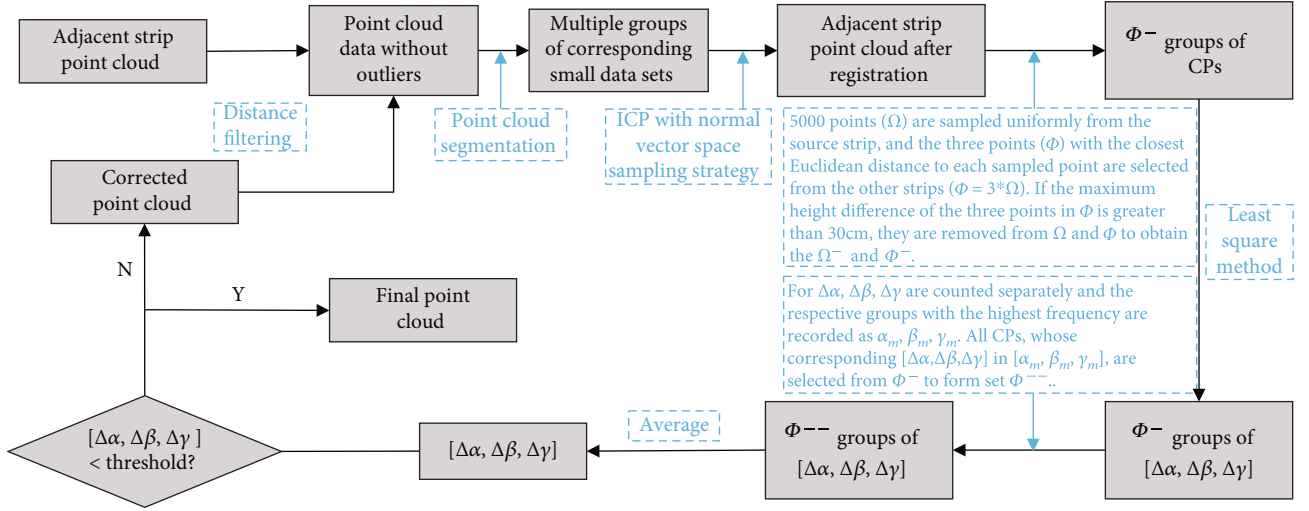 Adjacent strip
point cloud
Point cloud
data without
outliers
Multiple groups
of corresponding
small data sets
Adjacent strip
point cloud after
registration
Φ− groups of
CPs
Distance
filtering
Point cloud
segmentation
ICP with normal
vector space
sampling strategy
5000 points (Ω) are sampled uniformly from the
source strip, and the three points (Φ) with the closest
Euclidean distance to each sampled point are selected
from the other strips (Φ = 3*Ω). If the maximum
height difference of the three points in Φ is greater
than 30cm, they are removed from Ω and Φ to obtain
the Ω− and Φ−.
Least
square
method
Corrected
point cloud
N
Y
Final point
cloud
For Δα, Δβ, Δγ are counted separately and the
respective groups with the highest frequency are
recorded as αm, βm, γm. All CPs, whose
corresponding [Δα,Δβ,Δγ] in [αm, βm, γm], are
selected from Φ− to form set Φ−−..
[Δα, Δβ, Δγ ]
< threshold?
[Δα, Δβ, Δγ]
Average
Φ−− groups of
[Δα, Δβ, Δγ]
Φ− groups of
[Δα, Δβ, Δγ]